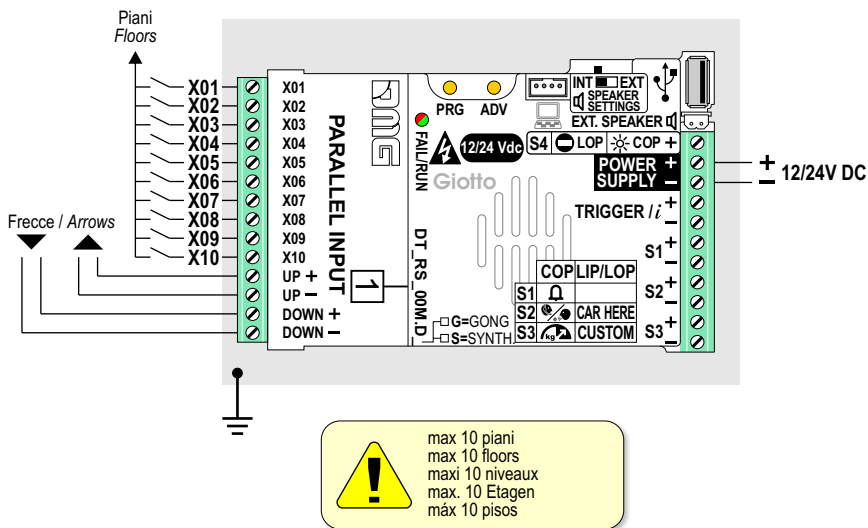 Piani
Floors
X01 X01
X02 X02
X03 X03
X04 X04
X05 X05
X06 X06
X07 X07
X08 X08
X09 X09
X10 X10
Frecce / Arrows
UP +
UP −
DOWN +
DOWN −
PARALLEL INPUT
1
DMG
PRG ADV
FAIL/RUN
12/24 Vdc
Giotto
DT_RS_00M.D_
G=GONG
S=SYNTH.
INT EXT
SPEAKER
SETTINGS
EXT. SPEAKER
S4 LOP COP +
POWER +
SUPPLY −
+ 12/24V DC
−
TRIGGER / i +
−
S1 +
−
S2 +
−
S3 +
−
COP LIP/LOP
S1
S2 CAR HERE
S3 kg CUSTOM
!
max 10 piani
max 10 floors
maxi 10 niveaux
max. 10 Etagen
máx 10 pisos